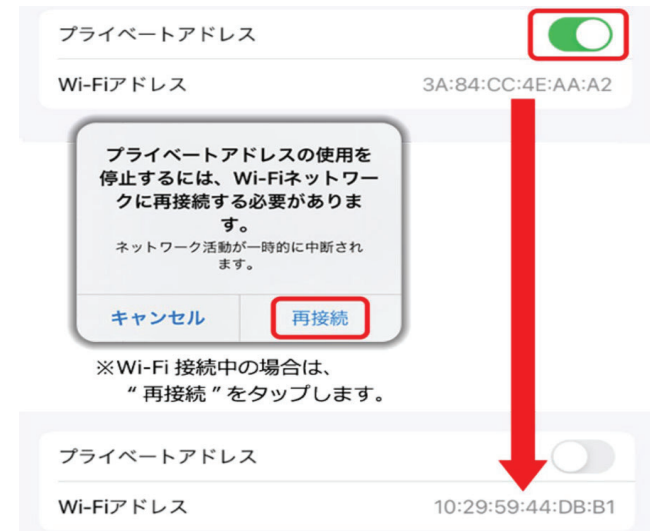 プライベートアドレス
Wi-Fiアドレス 3A:84:CC:4E:AA:A2
プライベートアドレスの使用を
停止するには、Wi-Fiネットワー
クに再接続する必要がありま
す。
ネットワーク活動が一時的に中断され
ます。
キャンセル 再接続
※Wi-Fi 接続中の場合は、
“ 再接続 ” をタップします。
プライベートアドレス
Wi-Fiアドレス 10:29:59:44:DB:B1